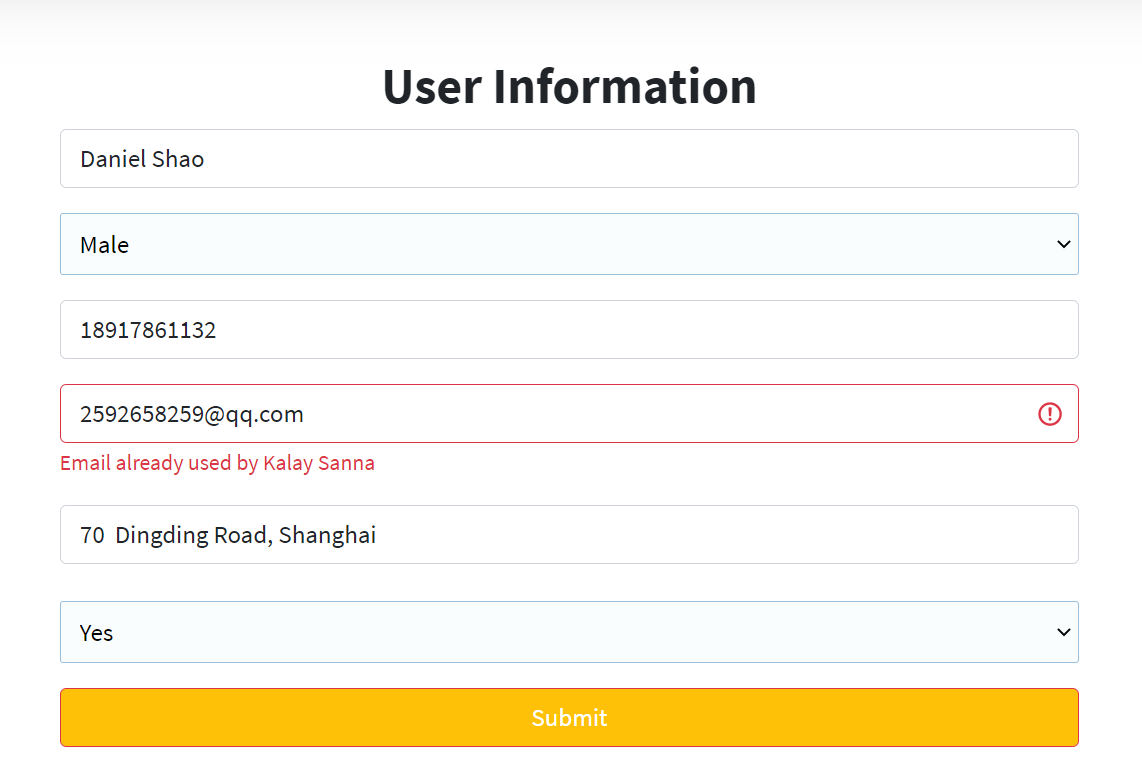 User Information
Daniel Shao
Male
18917861132
2592658259@qq.com
Email already used by Kalay Sanna
70  Dingding Road, Shanghai
Yes
Submit